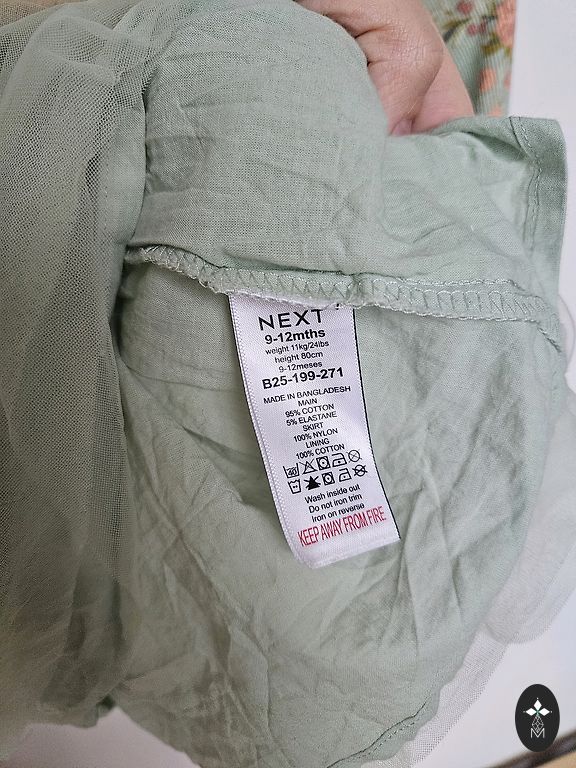 NEXT
9-12mths
weight 11kg/24lbs
height 80cm
9-12meses
B25-199-271
MADE IN BANGLADESH
MAIN
95% COTTON
5% ELASTANE
SKIRT
100% NYLON
LINING
100% COTTON
40
Wash inside out
Do not iron trim
Iron on reverse
KEEP AWAY FROM FIRE
M